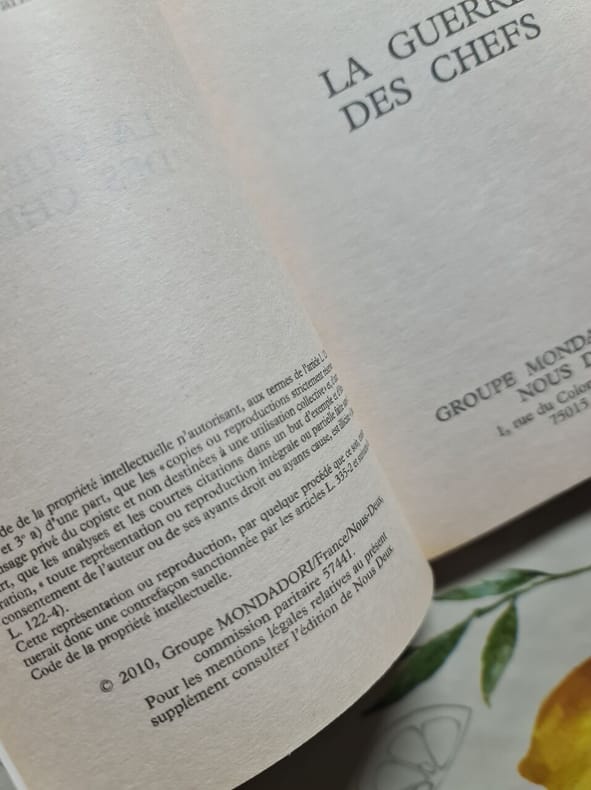 de de la propriété intellectuelle n'autorisant, aux termes de l'article L.
et 3° a) d'une part, que les « copies ou reproductions strictement
usage privé du copiste et non destinées à une utilisation collective » et,
que les analyses et les courtes citations dans un but d'exemple et
« toute représentation ou reproduction intégrale ou partielle faite
consentement de l'auteur ou de ses ayants droit ou ayants cause, est illicite
L. 122-4).
Cette représentation ou reproduction, par quelque procédé que ce soit,
tuerait donc une contrefaçon sanctionnée par les articles L. 335-2 et
Code de la propriété intellectuelle.
© 2010, Groupe MONDADORI/France/Nous-Deux
commission paritaire 57441.
Pour les mentions légales relatives au présent
supplément consulter l'édition de Nous Deux
LA GUERRE
DES CHEFS
GROUPE MONDA
NOUS D
1, rue du Colon
75015